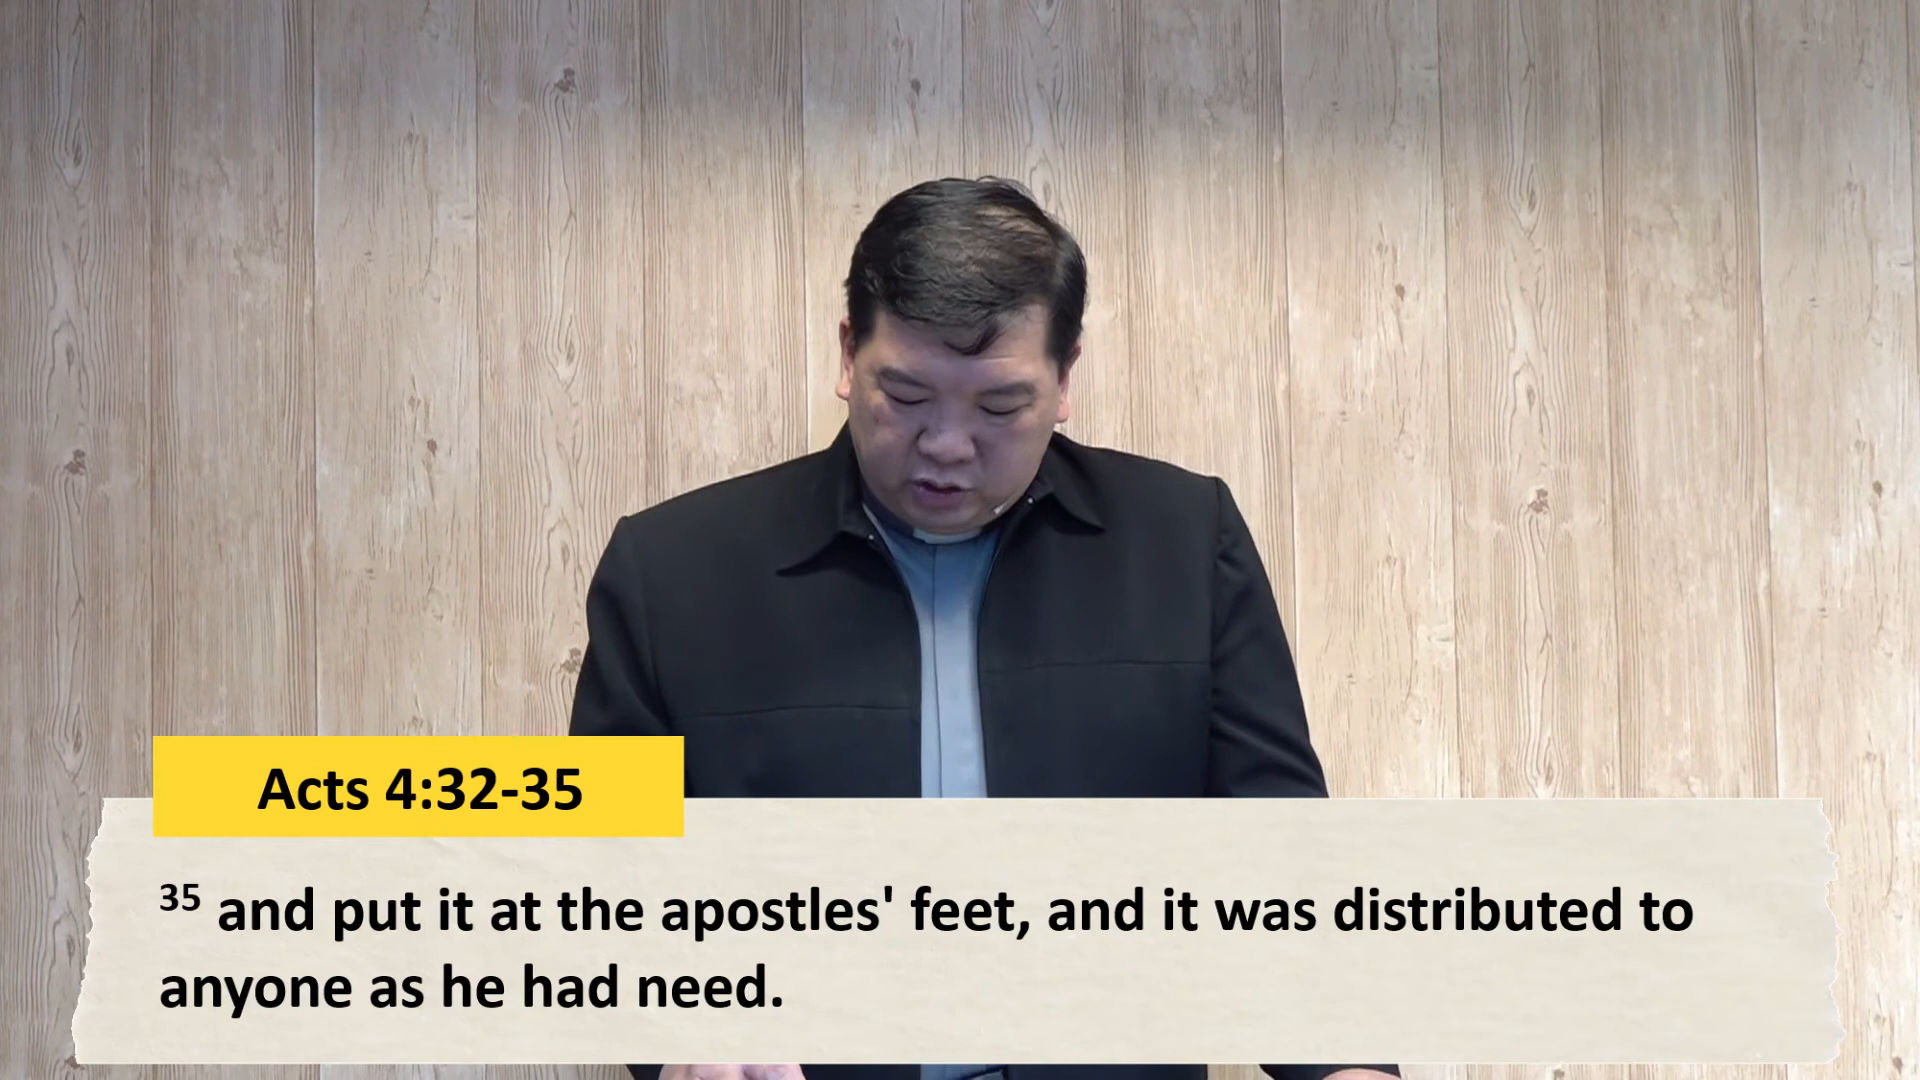 Acts 4:32-35
35 and put it at the apostles' feet, and it was distributed to
anyone as he had need.